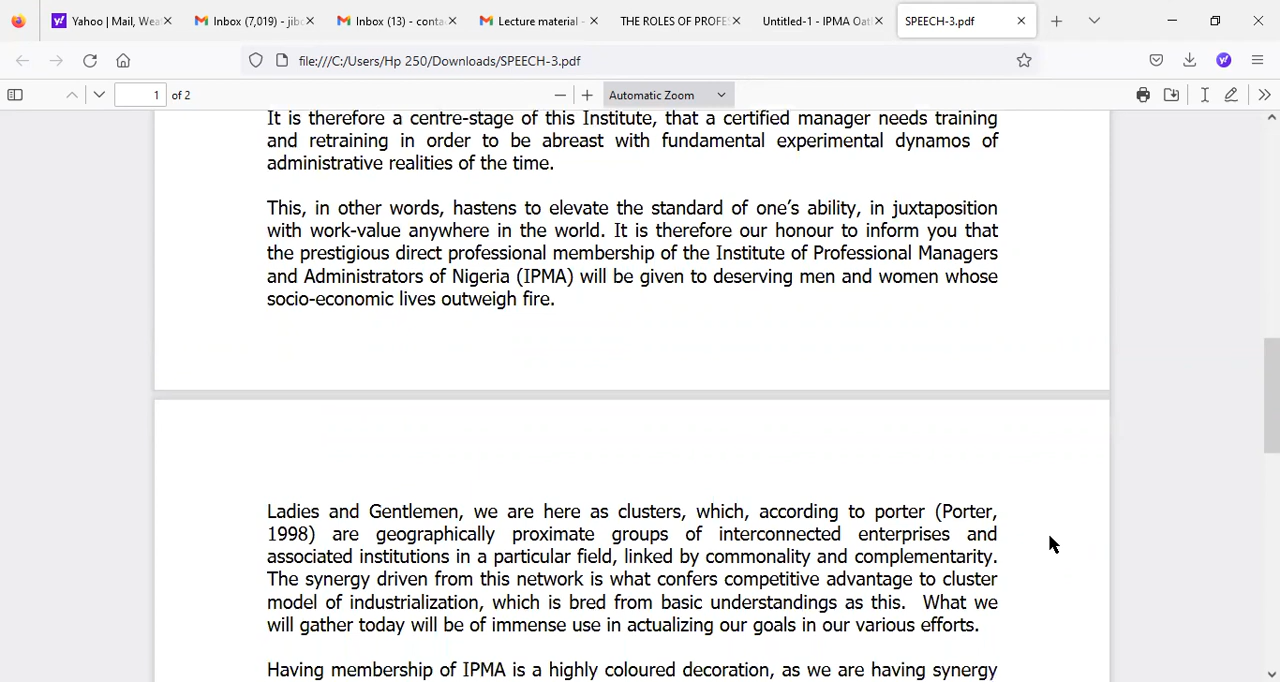 Yahoo | Mail, Wea
Inbox (7,019) - jibo
Inbox (13) - conta
Lecture material -
THE ROLES OF PROFES
Untitled-1 - IPMA Oat
SPEECH-3.pdf
file:///C:/Users/Hp 250/Downloads/SPEECH-3.pdf
1 of 2
Automatic Zoom
It is therefore a centre-stage of this Institute, that a certified manager needs training
and retraining in order to be abreast with fundamental experimental dynamos of
administrative realities of the time.
This, in other words, hastens to elevate the standard of one's ability, in juxtaposition
with work-value anywhere in the world. It is therefore our honour to inform you that
the prestigious direct professional membership of the Institute of Professional Managers
and Administrators of Nigeria (IPMA) will be given to deserving men and women whose
socio-economic lives outweigh fire.
Ladies and Gentlemen, we are here as clusters, which, according to porter (Porter,
1998) are geographically proximate groups of interconnected enterprises and
associated institutions in a particular field, linked by commonality and complementarity.
The synergy driven from this network is what confers competitive advantage to cluster
model of industrialization, which is bred from basic understandings as this. What we
will gather today will be of immense use in actualizing our goals in our various efforts.
Having membership of IPMA is a highly coloured decoration, as we are having synergy